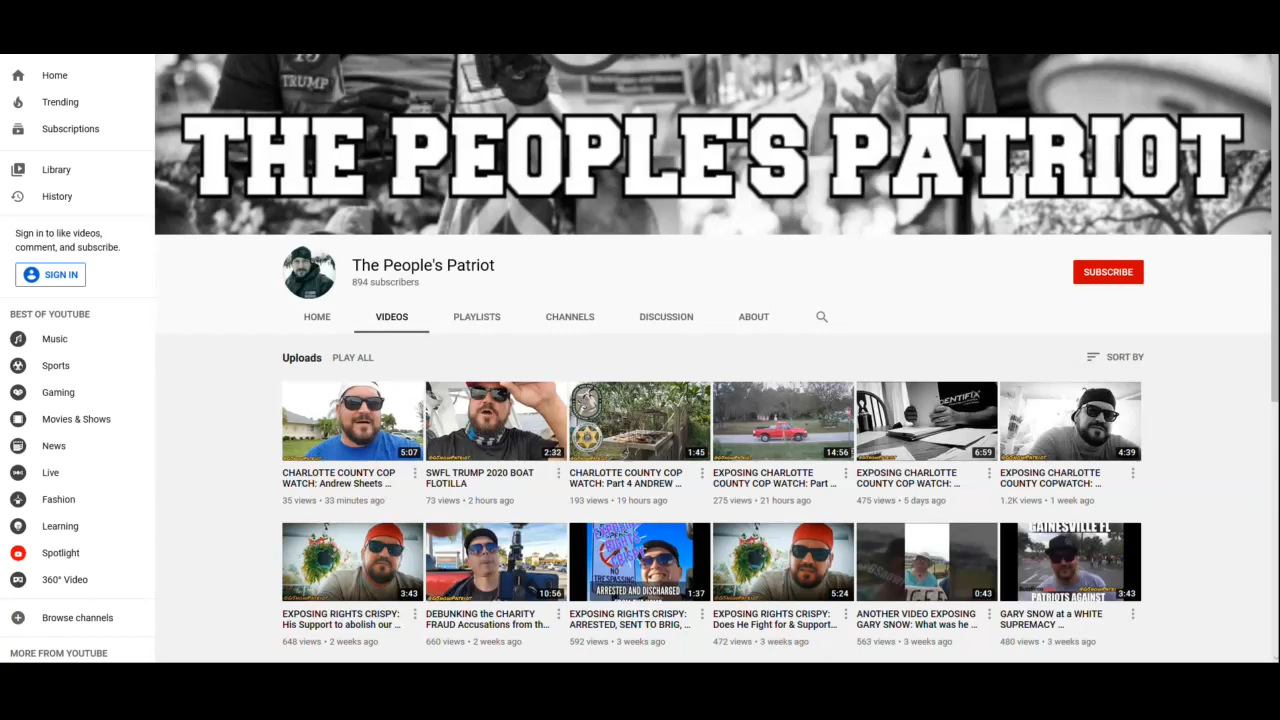 TRUMP
THE PEOPLE'S PATRIOT
Home
Trending
Subscriptions
Library
History
Sign in to like videos,
comment, and subscribe.
SIGN IN
BEST OF YOUTUBE
Music
Sports
Gaming
Movies & Shows
News
Live
Fashion
Learning
Spotlight
360° Video
Browse channels
MORE FROM YOUTUBE
The People's Patriot
894 subscribers
SUBSCRIBE
HOME
VIDEOS
PLAYLISTS
CHANNELS
DISCUSSION
ABOUT
Uploads
PLAY ALL
SORT BY
5:07
2:32
1:45
14:56
6:59
4:39
CHARLOTTE COUNTY COP
WATCH: Andrew Sheets ...
35 views • 33 minutes ago
SWFL TRUMP 2020 BOAT
FLOTILLA
73 views • 2 hours ago
CHARLOTTE COUNTY COP
WATCH: Part 4 ANDREW ...
193 views • 19 hours ago
EXPOSING CHARLOTTE
COUNTY COP WATCH: Part ...
275 views • 21 hours ago
EXPOSING CHARLOTTE
COUNTY COP WATCH: ...
475 views • 5 days ago
EXPOSING CHARLOTTE
COUNTY COPWATCH: ...
1.2K views • 1 week ago
3:43
10:56
NO
TRESPASSING
ARRESTED AND DISCHARGED
1:37
5:24
0:43
GAINESVILLE FL
PATRIOTS AGAINST
3:43
EXPOSING RIGHTS CRISPY:
His Support to abolish our ...
648 views • 2 weeks ago
DEBUNKING the CHARITY
FRAUD Accusations from th...
660 views • 2 weeks ago
EXPOSING RIGHTS CRISPY:
ARRESTED, SENT TO BRIG, ...
592 views • 3 weeks ago
EXPOSING RIGHTS CRISPY:
Does He Fight for & Support...
472 views • 3 weeks ago
ANOTHER VIDEO EXPOSING
GARY SNOW: What was he ...
563 views • 3 weeks ago
GARY SNOW at a WHITE
SUPREMACY ...
480 views • 3 weeks ago